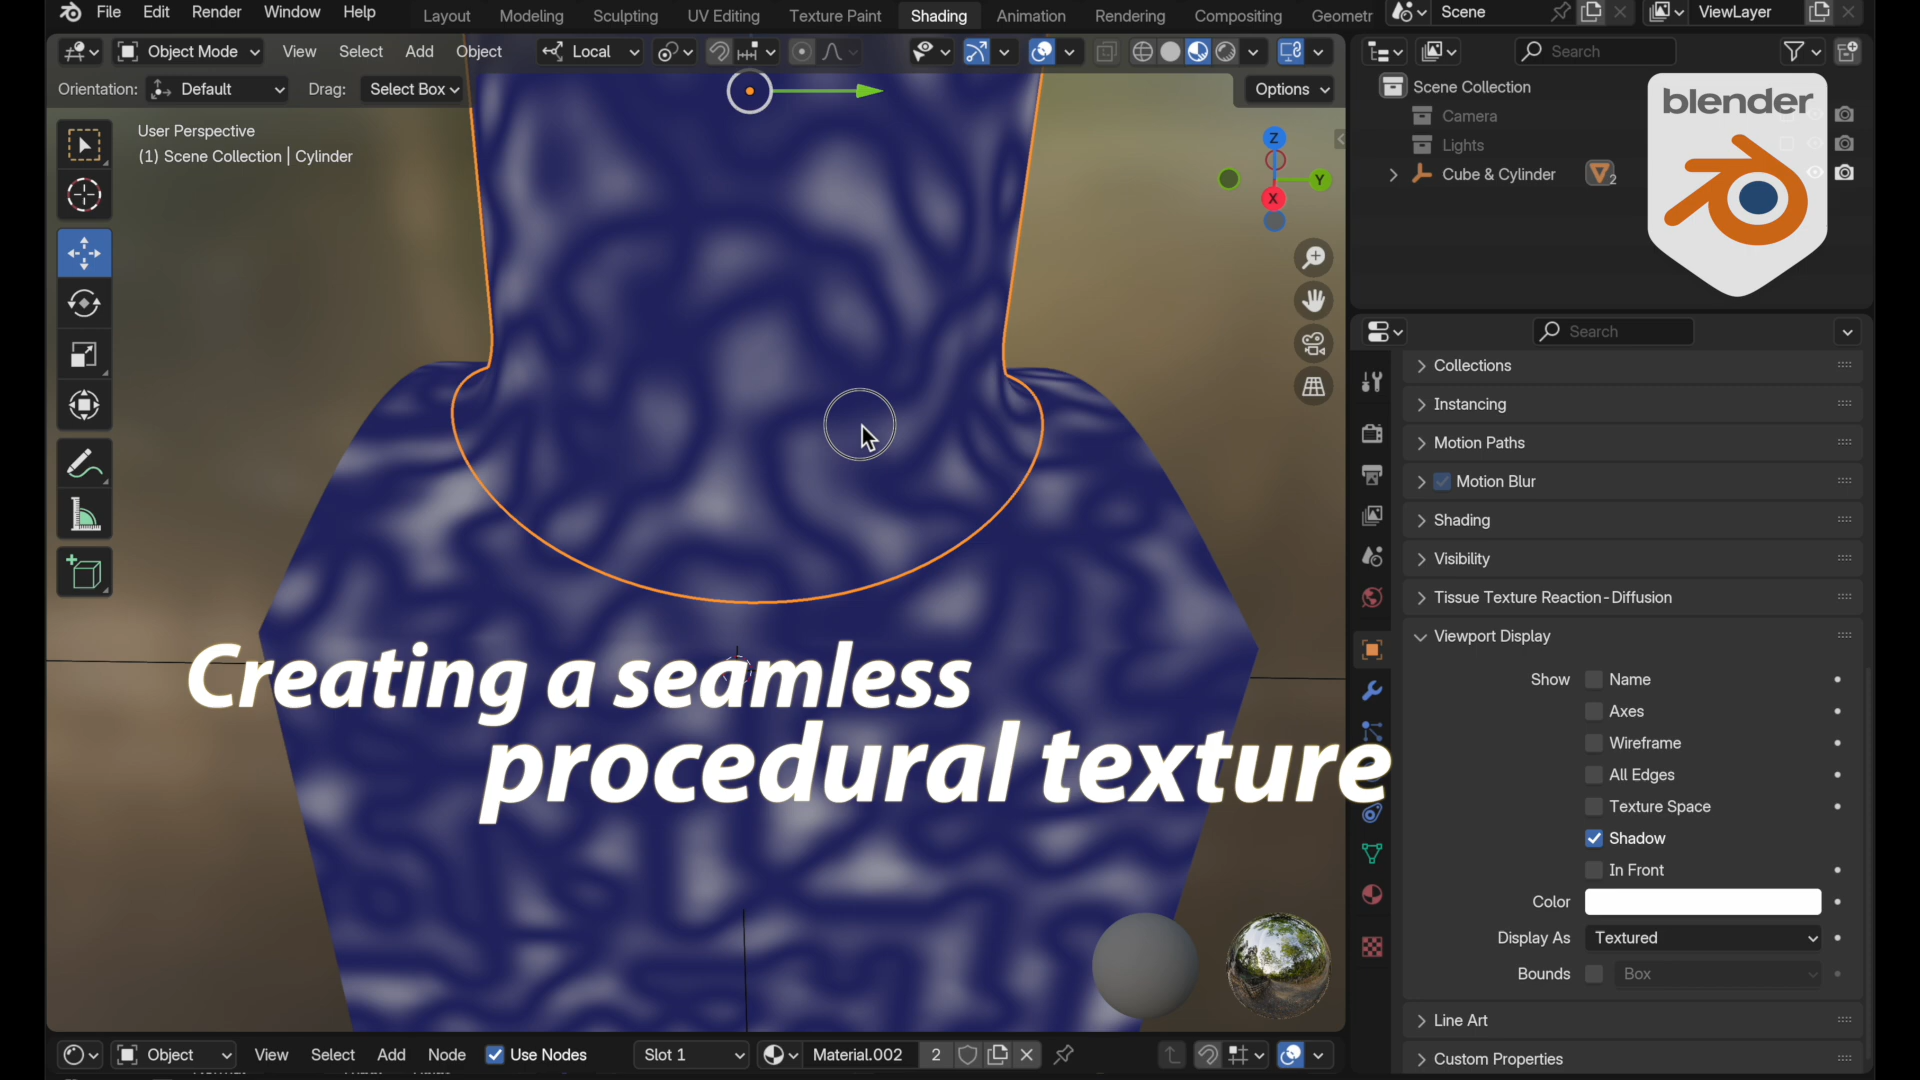 File Edit Render Window Help Layout Modeling Sculpting UV Editing Texture Paint Shading Animation Rendering Compositing Geometr Scene ViewLayer
Object Mode View Select Add Object Local Search
Orientation: Default Drag: Select Box Options
User Perspective
(1) Scene Collection | Cylinder
Z
Y
X
Scene Collection
Camera
Lights
Cube & Cylinder 2
blender
Search
Collections
Instancing
Motion Paths
Motion Blur
Shading
Visibility
Tissue Texture Reaction-Diffusion
Viewport Display
Show Name
Axes
Wireframe
All Edges
Texture Space
Shadow
In Front
Color
Display As Textured
Bounds Box
Line Art
Custom Properties
Creating a seamless
procedural texture
Object View Select Add Node Use Nodes Slot 1 Material.002 2